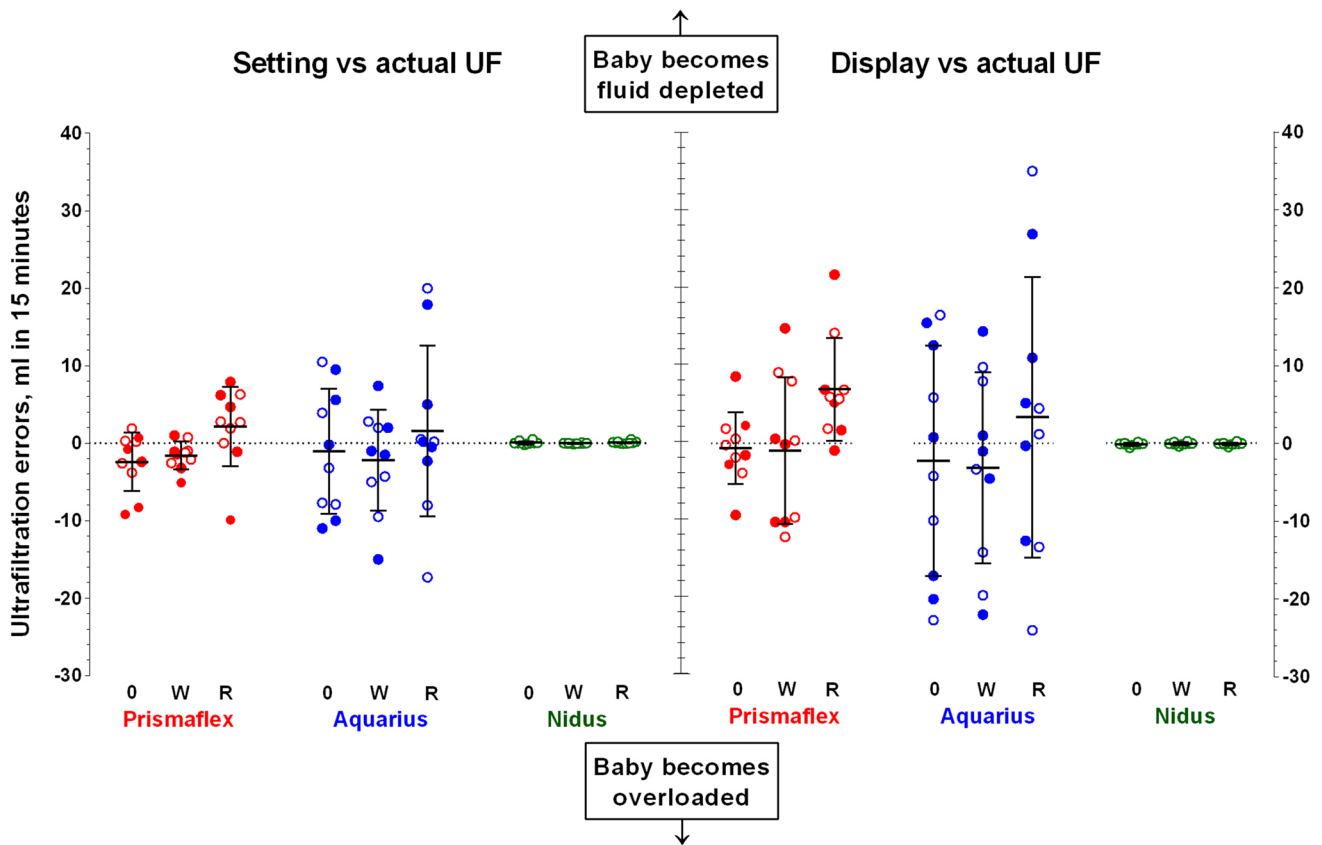 Baby becomes
fluid depleted
Setting vs actual UF
Display vs actual UF
Ultrafiltration errors, ml in 15 minutes
40
30
20
10
0
-10
-20
-30
40
30
20
10
0
-10
-20
-30
0 W R
Prismaflex
0 W R
Aquarius
0 W R
Nidus
0 W R
Prismaflex
0 W R
Aquarius
0 W R
Nidus
Baby becomes
overloaded